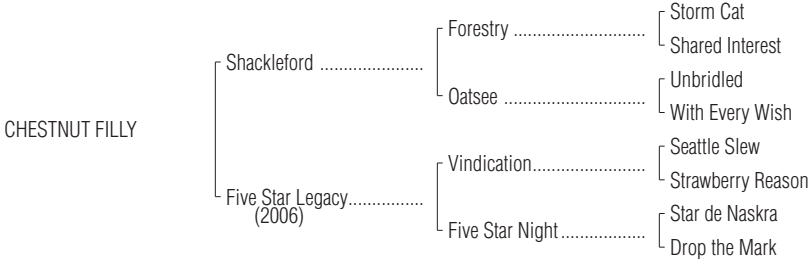 Storm Cat
Forestry ............................
Shared Interest
Shackleford ......................
Unbridled
Oatsee ..............................
With Every Wish
CHESTNUT FILLY
Seattle Slew
Vindication........................
Strawberry Reason
Five Star Legacy................
(2006)
Star de Naskra
Five Star Night..................
Drop the Mark